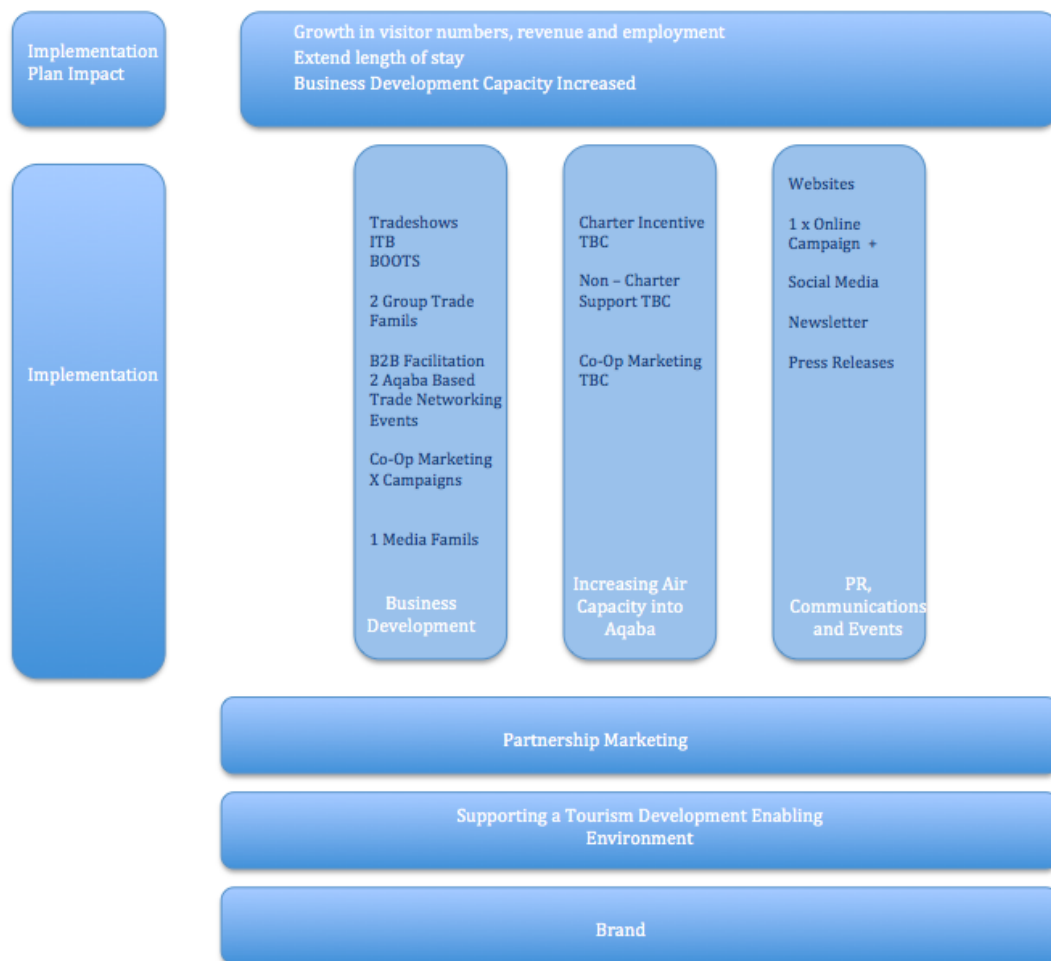 Implementation
Plan Impact
Growth in visitor numbers, revenue and employment
Extend length of stay
Business Development Capacity Increased
Implementation
Tradeshows
ITB
BOOTS
2 Group Trade
Famils
B2B Facilitation
2 Aqaba Based
Trade Networking
Events
Co-Op Marketing
X Campaigns
1 Media Famils
Business
Development
Charter Incentive
TBC
Non – Charter
Support TBC
Co-Op Marketing
TBC
Increasing Air
Capacity into
Aqaba
Websites
1 x Online
Campaign +
Social Media
Newsletter
Press Releases
PR,
Communications
and Events
Partnership Marketing
Supporting a Tourism Development Enabling
Environment
Brand